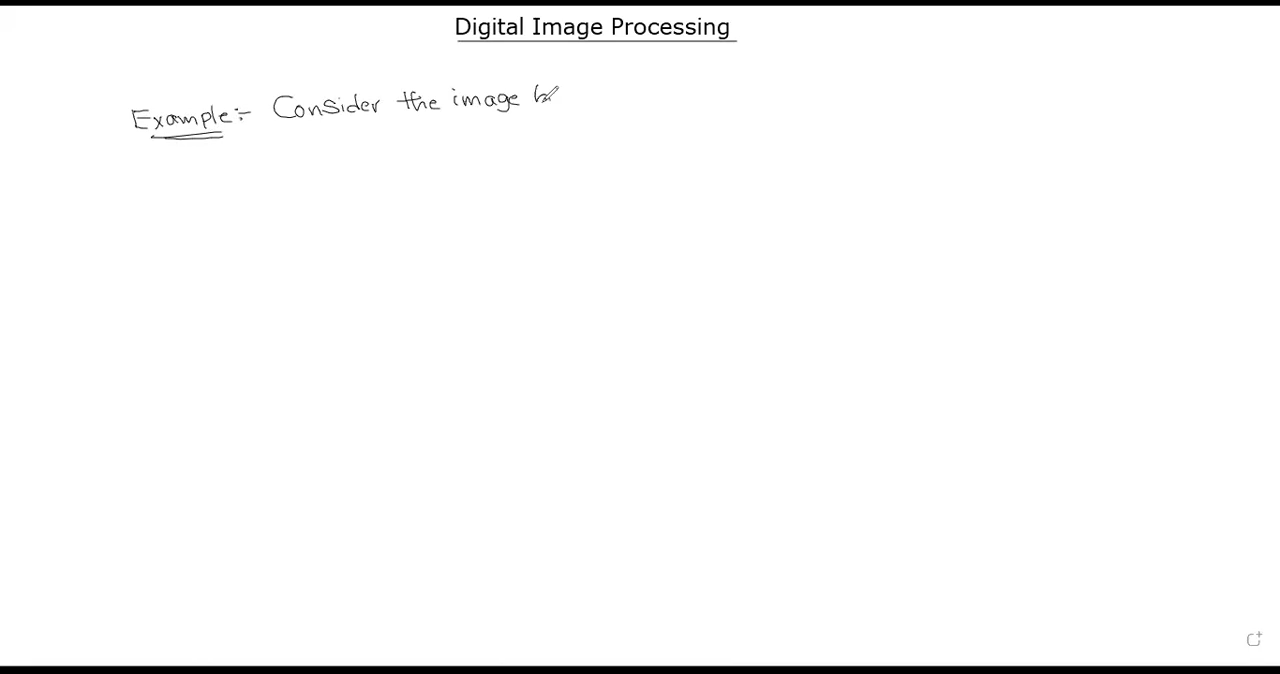 Digital Image Processing
Example:- Consider the image